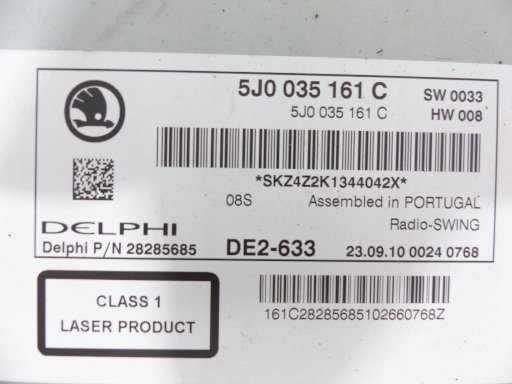 5J0 035 161 C SW 0033
5J0 035 161 C HW 008
*SKZ4Z2K1344042X*
08S Assembled in PORTUGAL
Radio-SWING
DELPHI
Delphi P/N 28285685 DE2-633 23.09.10 0024 0768
CLASS 1
LASER PRODUCT
161C28285685102660768Z